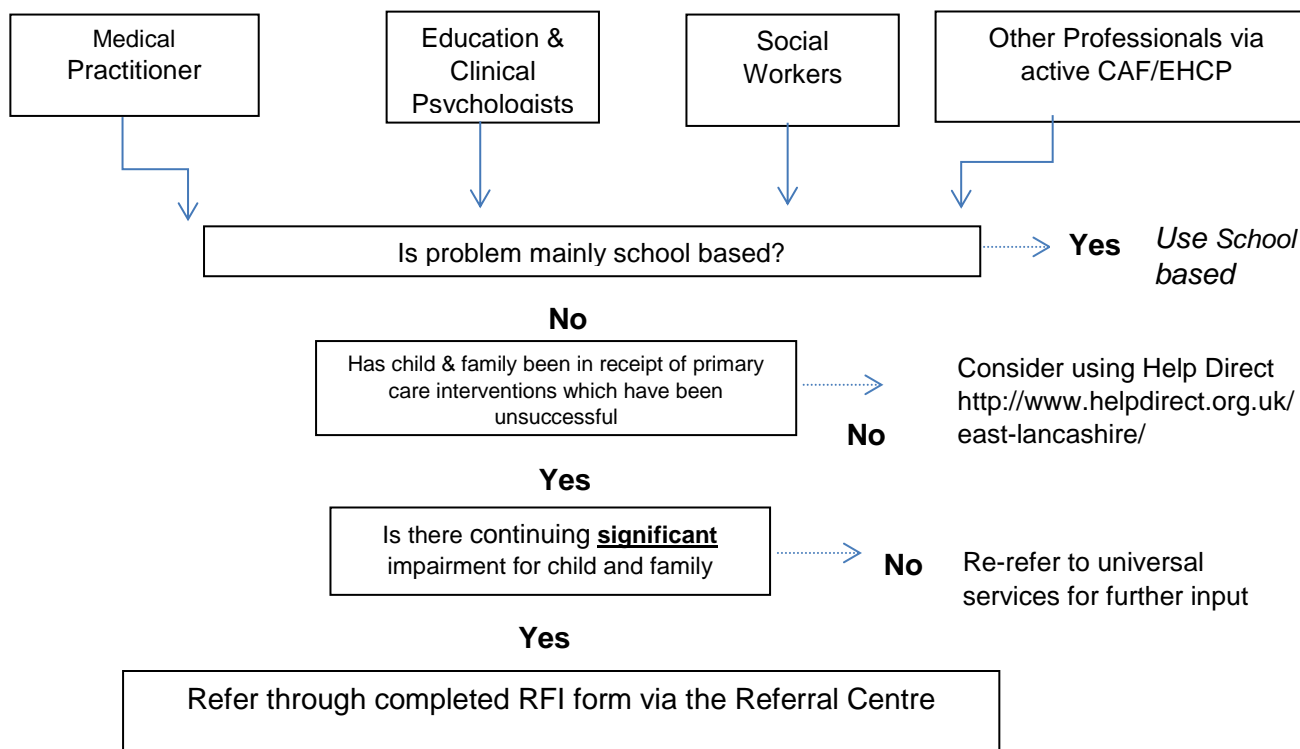 Medical
Practitioner
Education &
Clinical
Psychologists
Social
Workers
Other Professionals via
active CAF/EHCP
Is problem mainly school based?
Yes
Use School
based
No
Has child & family been in receipt of primary
care interventions which have been
unsuccessful
Consider using Help Direct
http://www.helpdirect.org.uk/
east-lancashire/
No
Yes
Is there continuing significant
impairment for child and family
No
Re-refer to universal
services for further input
Yes
Refer through completed RFI form via the Referral Centre